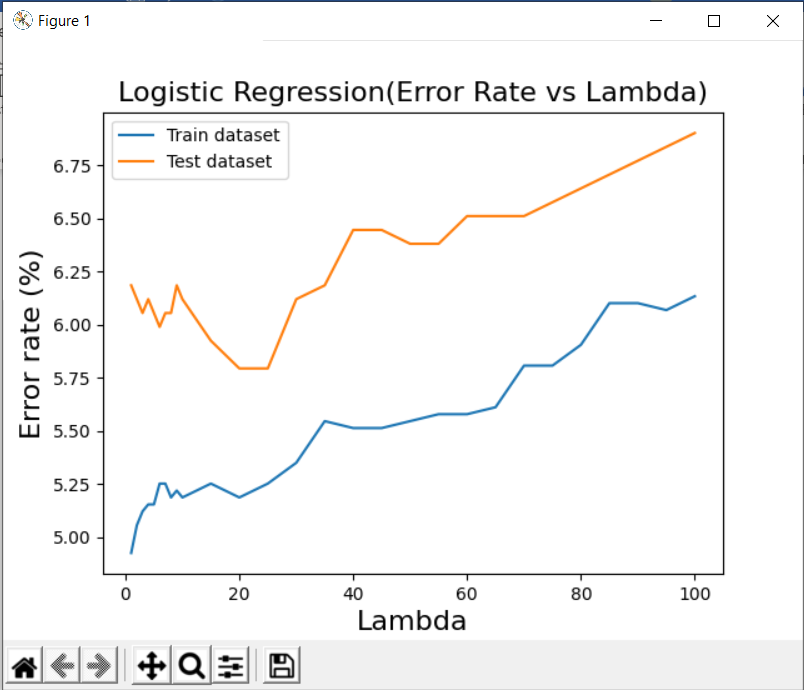 Figure 1
Logistic Regression(Error Rate vs Lambda)
Train dataset
Test dataset
6.75
6.50
6.25
6.00
5.75
5.50
5.25
5.00
Error rate (%)
0 20 40 60 80 100
Lambda